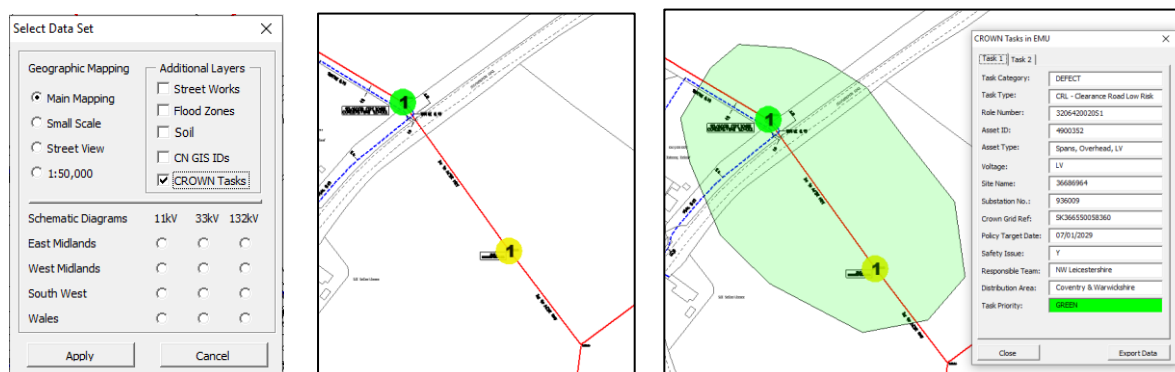 Select Data Set
Geographic Mapping
Main Mapping
Small Scale
Street View
1:50,000
Additional Layers
Street Works
Flood Zones
Soil
CN GIS IDs
CROWN Tasks
Schematic Diagrams 11kV 33kV 132kV
East Midlands
West Midlands
South West
Wales
Apply Cancel
1
1
1
1
CROWN Tasks in EMU
Task 1 Task 2
Task Category: DEFECT
Task Type: CRL - Clearance Road Low Risk
Role Number: 320642002051
Asset ID: 4900352
Asset Type: Spans, Overhead, LV
Voltage: LV
Site Name: 36686964
Substation No.: 936009
Crown Grid Ref: SK366550058360
Policy Target Date: 07/01/2029
Safety Issue: Y
Responsible Team: NW Leicestershire
Distribution Area: Coventry & Warwickshire
Task Priority: GREEN
Close Export Data